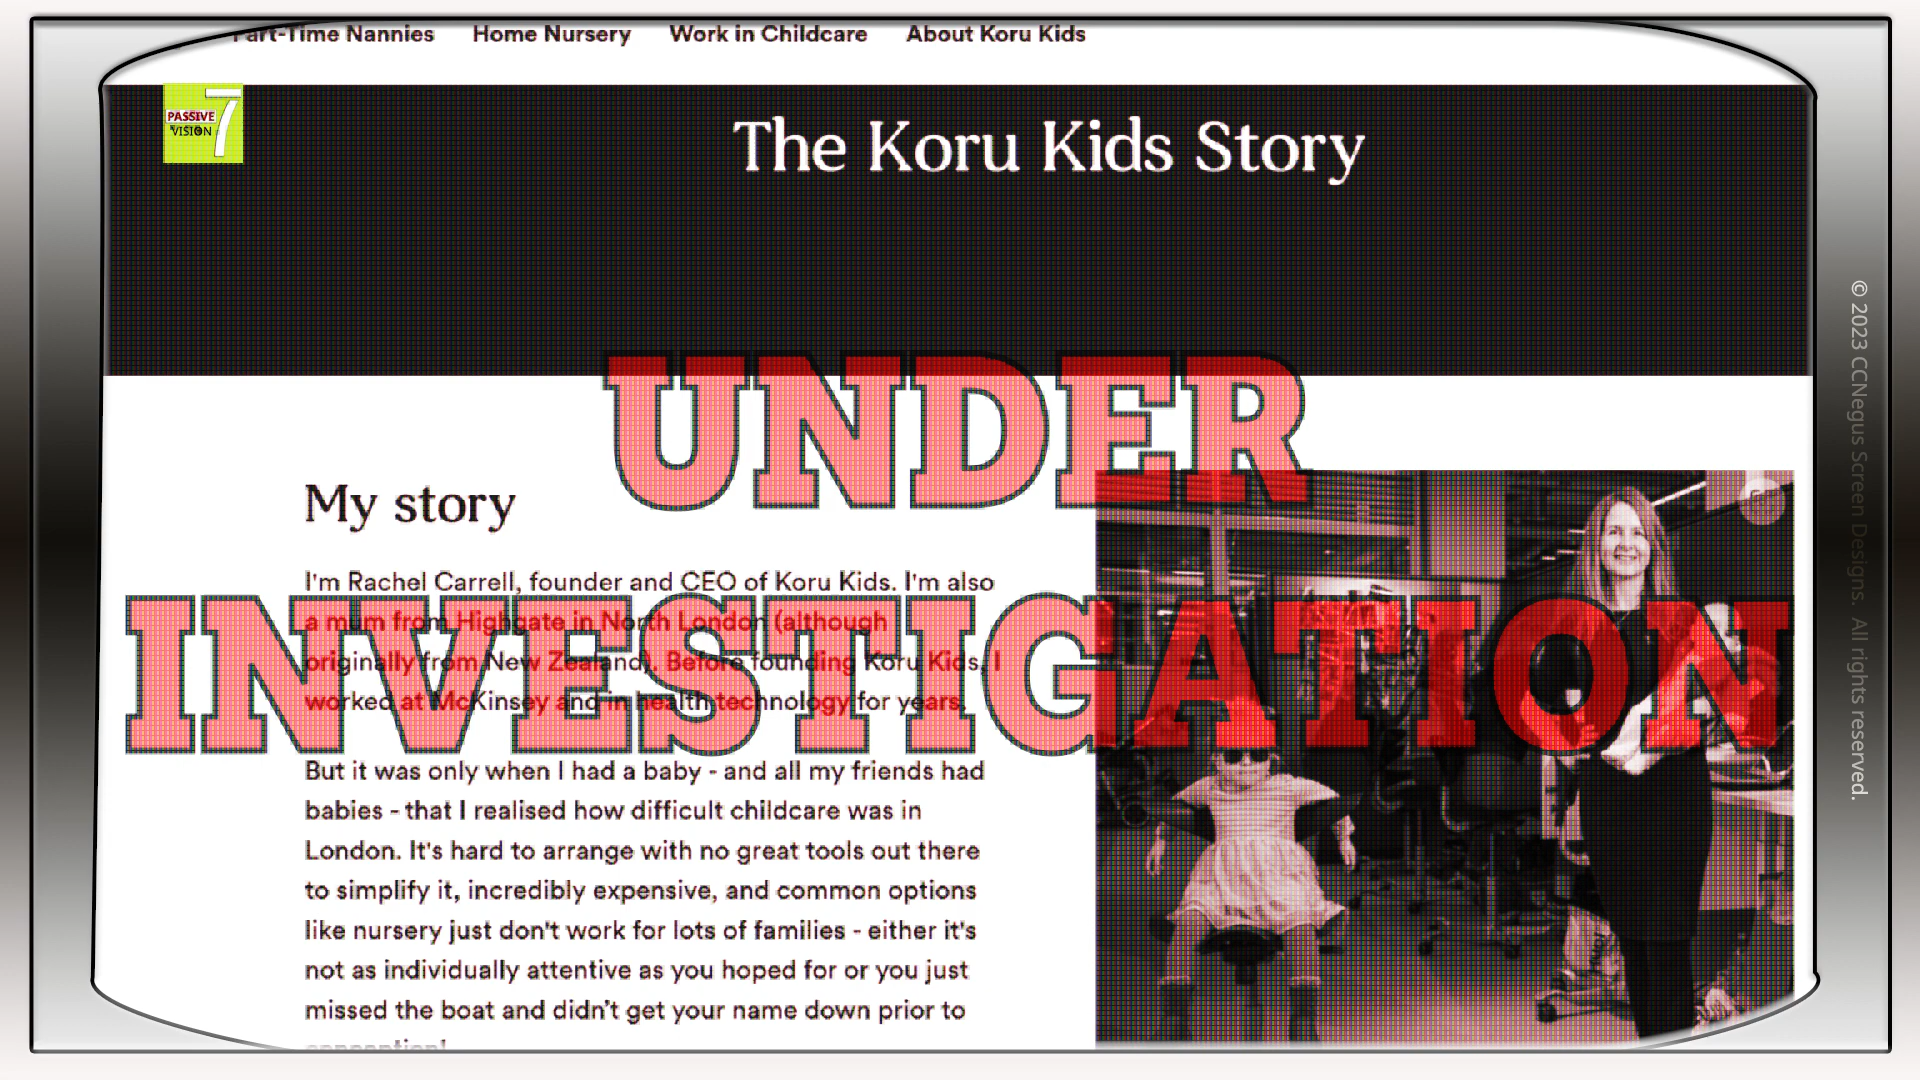 Part-Time Nannies Home Nursery Work in Childcare About Koru Kids
PASSIVE 7
VISION
The Koru Kids Story
UNDER
My story
I'm Rachel Carrell, founder and CEO of Koru Kids. I'm also
a mum from Highgate in North London (although
originally from New Zealand). Before founding Koru Kids, I
worked at McKinsey and in health technology for years.
INVESTIGATION
But it was only when I had a baby - and all my friends had
babies - that I realised how difficult childcare was in
London. It's hard to arrange with no great tools out there
to simplify it, incredibly expensive, and common options
like nursery just don't work for lots of families - either it's
not as individually attentive as you hoped for or you just
missed the boat and didn't get your name down prior to
conception!
© 2023 CCNegus Screen Designs. All rights reserved.